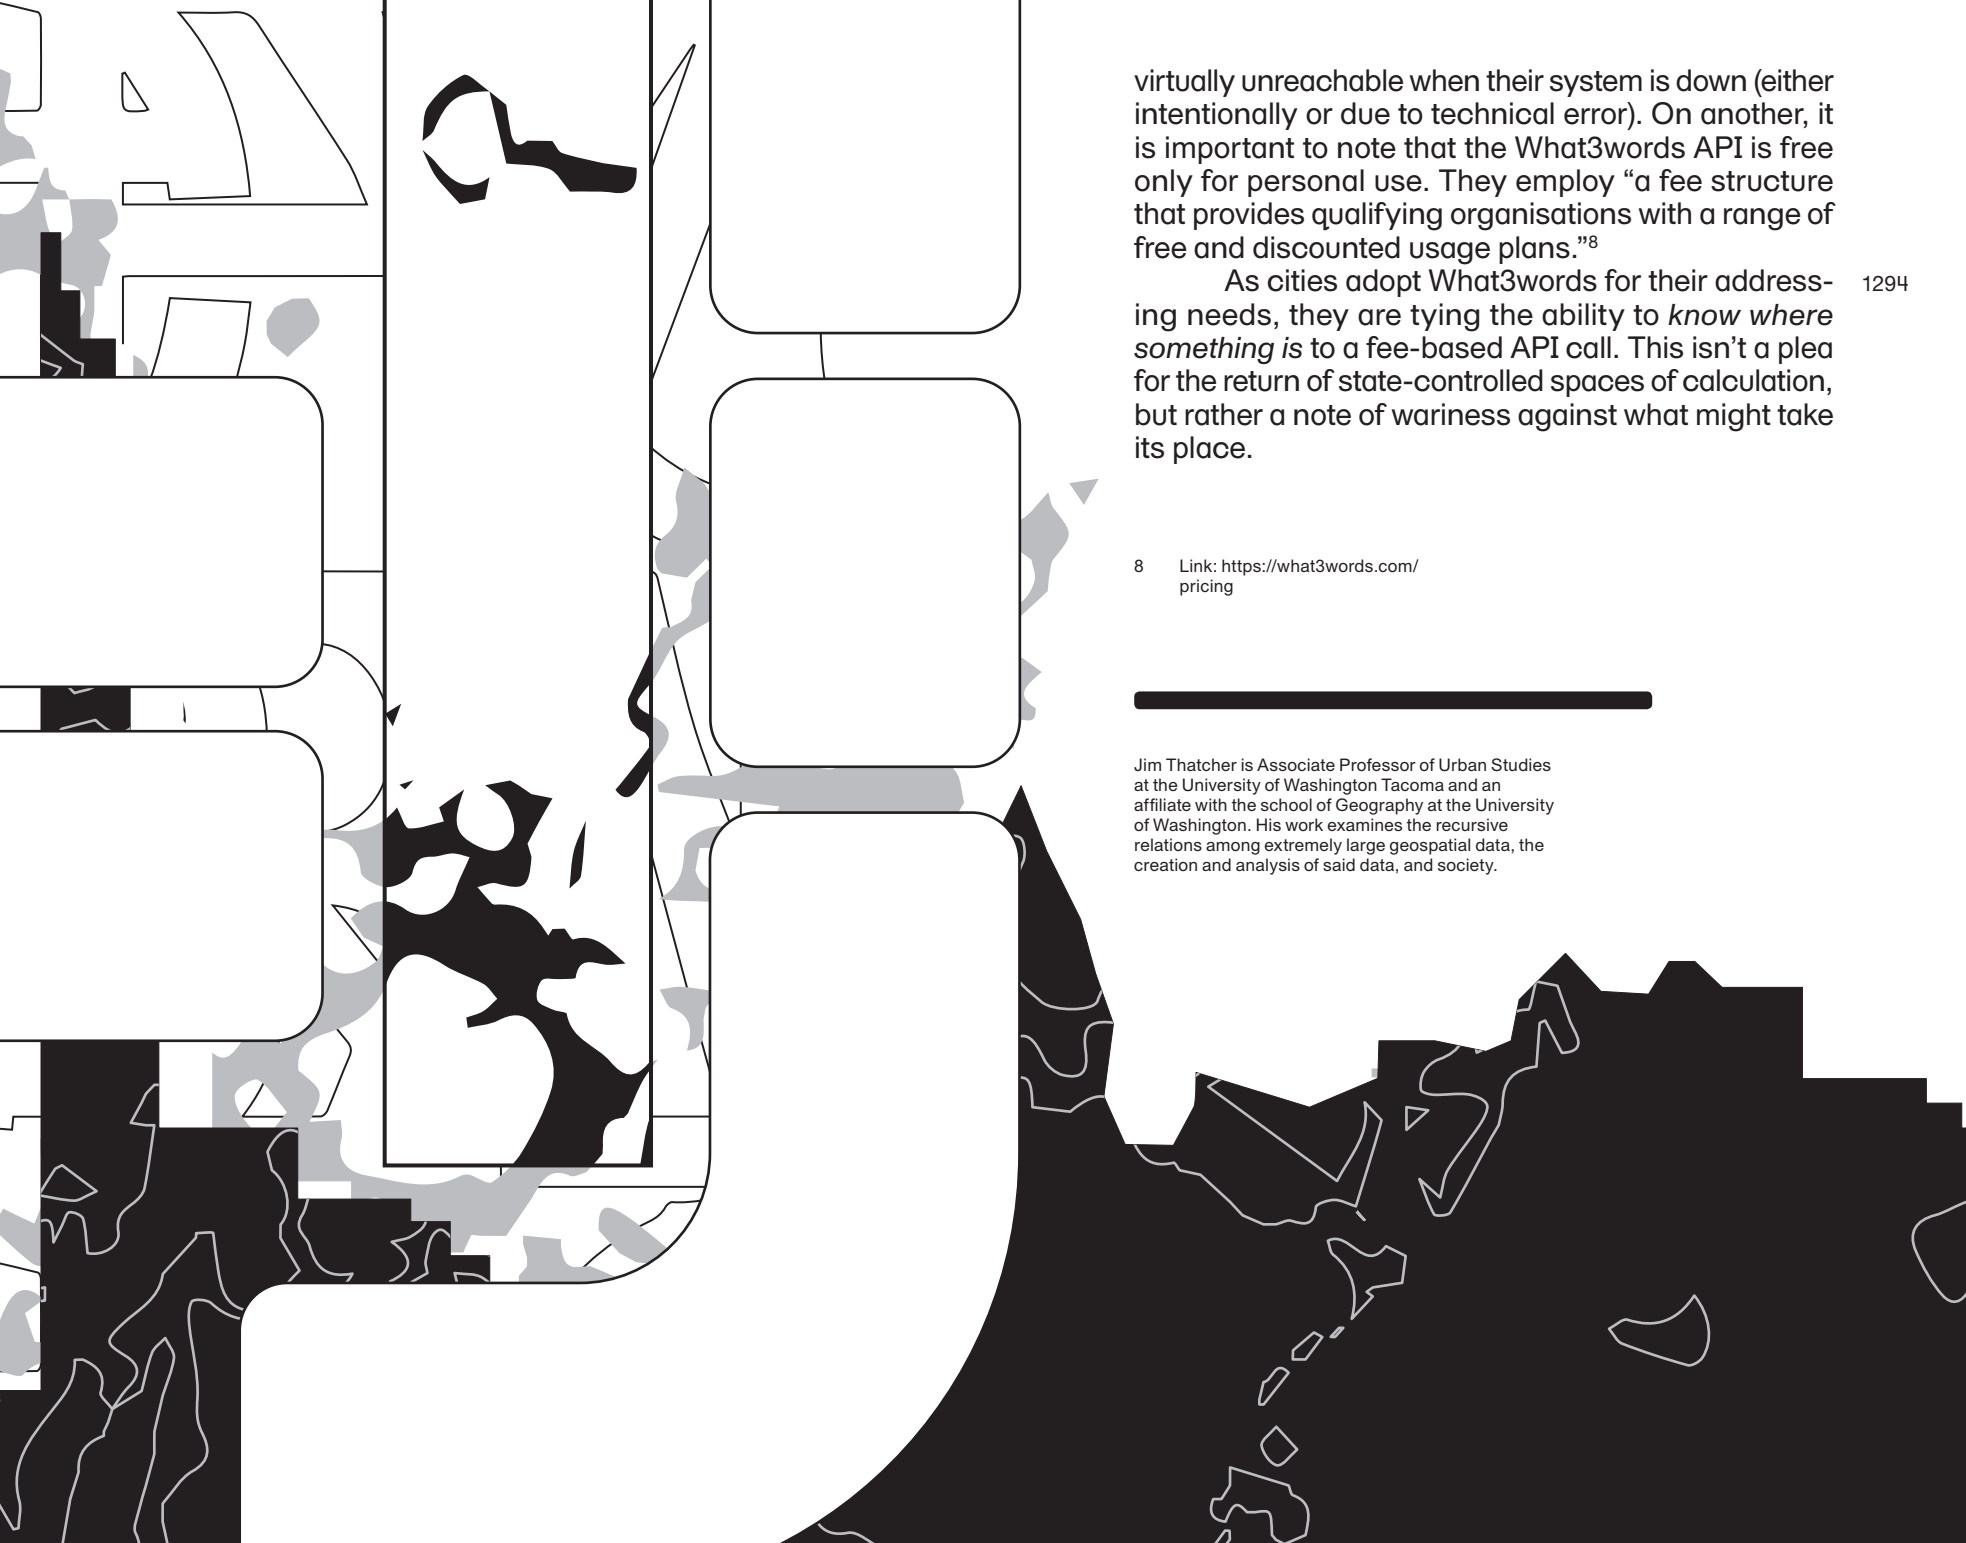 virtually unreachable when their system is down (either
intentionally or due to technical error). On another, it
is important to note that the What3words API is free
only for personal use. They employ “a fee structure
that provides qualifying organisations with a range of
free and discounted usage plans.”8
As cities adopt What3words for their address-
ing needs, they are tying the ability to know where
something is to a fee-based API call. This isn’t a plea
for the return of state-controlled spaces of calculation,
but rather a note of wariness against what might take
its place.
1294
8 Link: https://what3words.com/
pricing
Jim Thatcher is Associate Professor of Urban Studies
at the University of Washington Tacoma and an
affiliate with the school of Geography at the University
of Washington. His work examines the recursive
relations among extremely large geospatial data, the
creation and analysis of said data, and society.